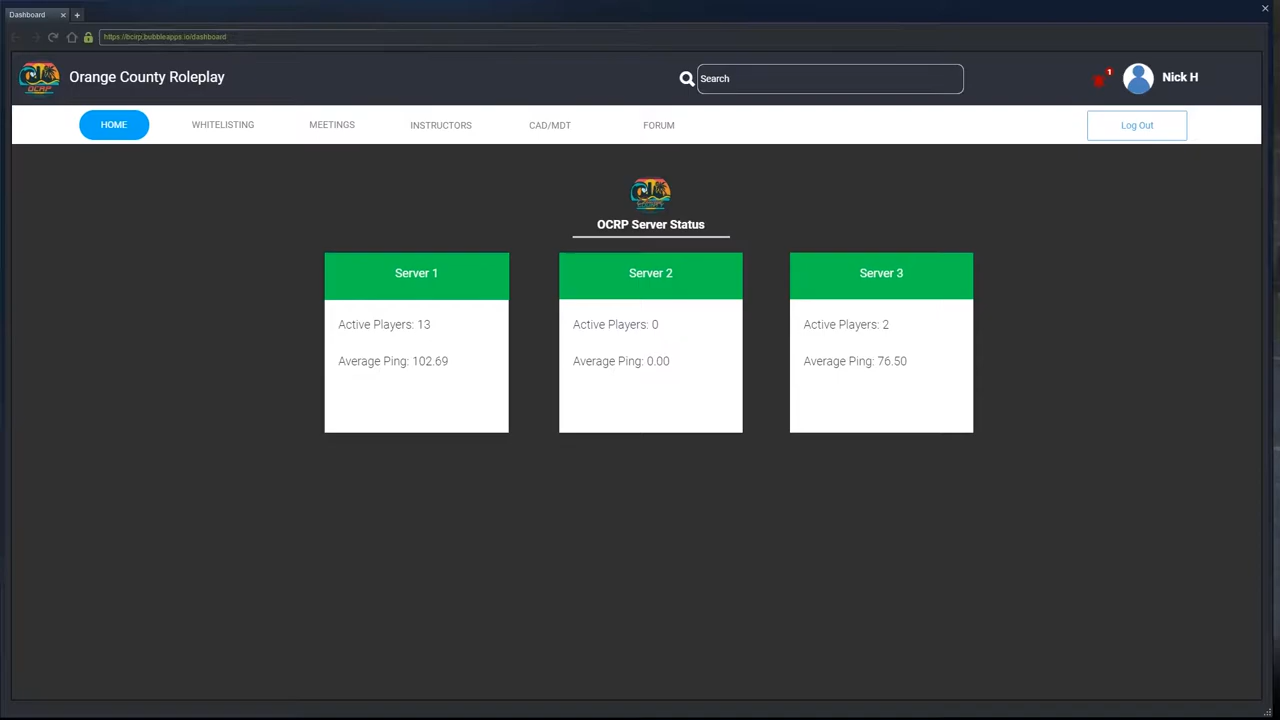 Dashboard
https://bcirp.bubbleapps.io/dashboard
OCRP
Orange County Roleplay
Search
1
Nick H
HOME
WHITELISTING
MEETINGS
INSTRUCTORS
CAD/MDT
FORUM
Log Out
OCRP Server Status
Server 1
Active Players: 13
Average Ping: 102.69
Server 2
Active Players: 0
Average Ping: 0.00
Server 3
Active Players: 2
Average Ping: 76.50